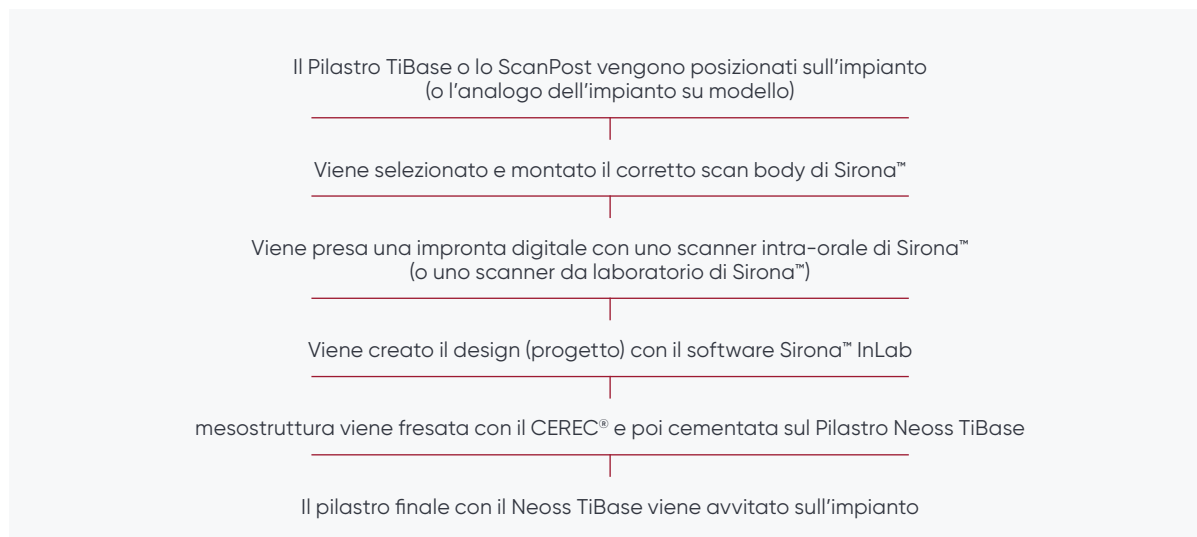 Il Pilastro TiBase o lo ScanPost vengono posizionati sull’impianto
(o l’analogo dell’impianto su modello)
Viene selezionato e montato il corretto scan body di Sirona™
Viene presa una impronta digitale con uno scanner intra-orale di Sirona™
(o uno scanner da laboratorio di Sirona™)
Viene creato il design (progetto) con il software Sirona™ InLab
mesostruttura viene fresata con il CEREC® e poi cementata sul Pilastro Neoss TiBase
Il pilastro finale con il Neoss TiBase viene avvitato sull’impianto